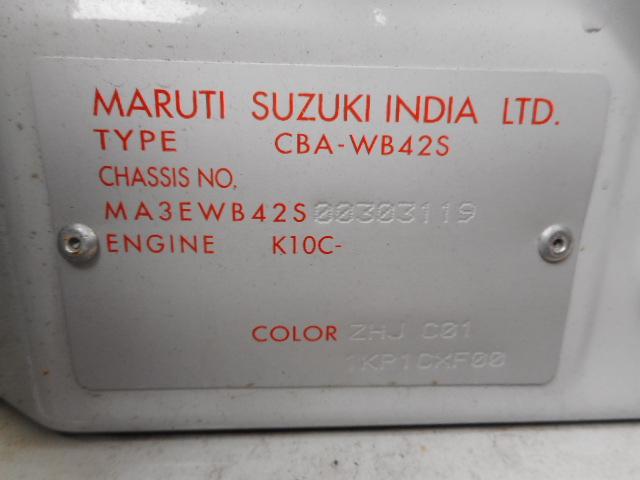 MARUTI SUZUKI INDIA LTD.
TYPE CBA-WB42S
CHASSIS NO,
MA3EWB42S00303119
ENGINE K10C-
COLOR ZHJ C01
1KP1CXF00